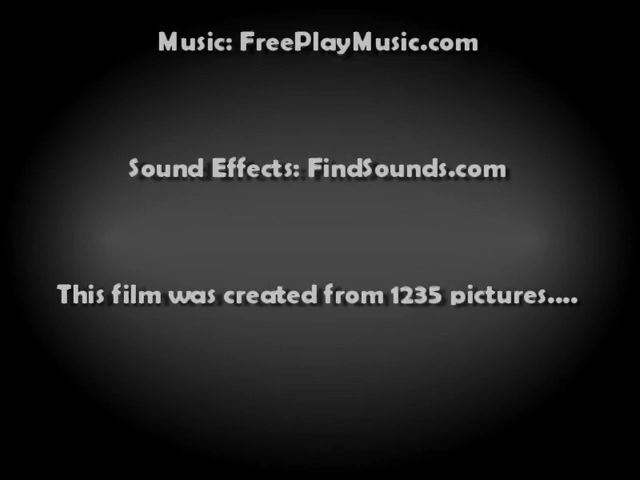 Music: FreePlayMusic.com
Sound Effects: FindSounds.com
This film was created from 1235 pictures....